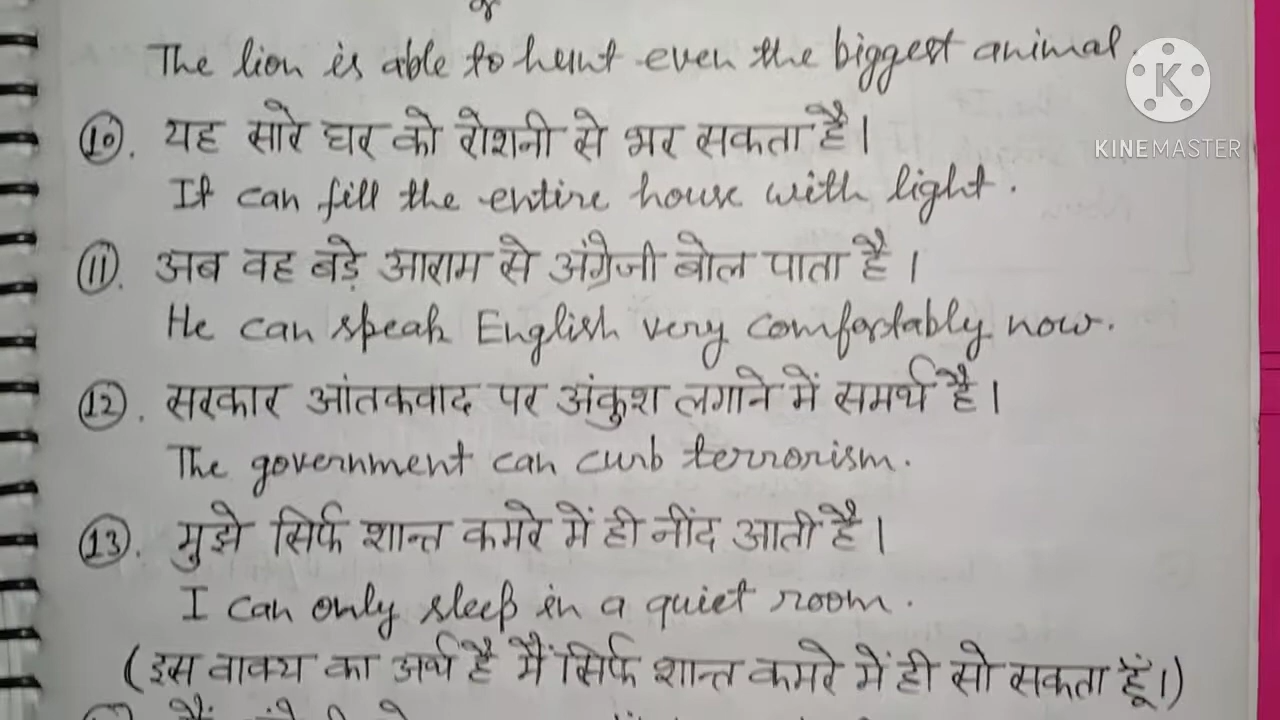 The lion is able to hunt even the biggest animal.
K
KINEMASTER
10. यह सारे घर को रोशनी से भर सकता है।
It can fill the entire house with light.
11. अब वह बड़े आराम से अंग्रेजी बोल पाता है।
He can speak English very comfortably now.
12. सरकार आंतकवाद पर अंकुश लगाने में समर्थ है।
The government can curb terrorism.
13. मुझे सिर्फ शान्त कमरे में ही नींद आती है।
I can only sleep in a quiet room.
(इस वाक्य का अर्थ है मैं सिर्फ शान्त कमरे में ही सो सकता हूँ।)